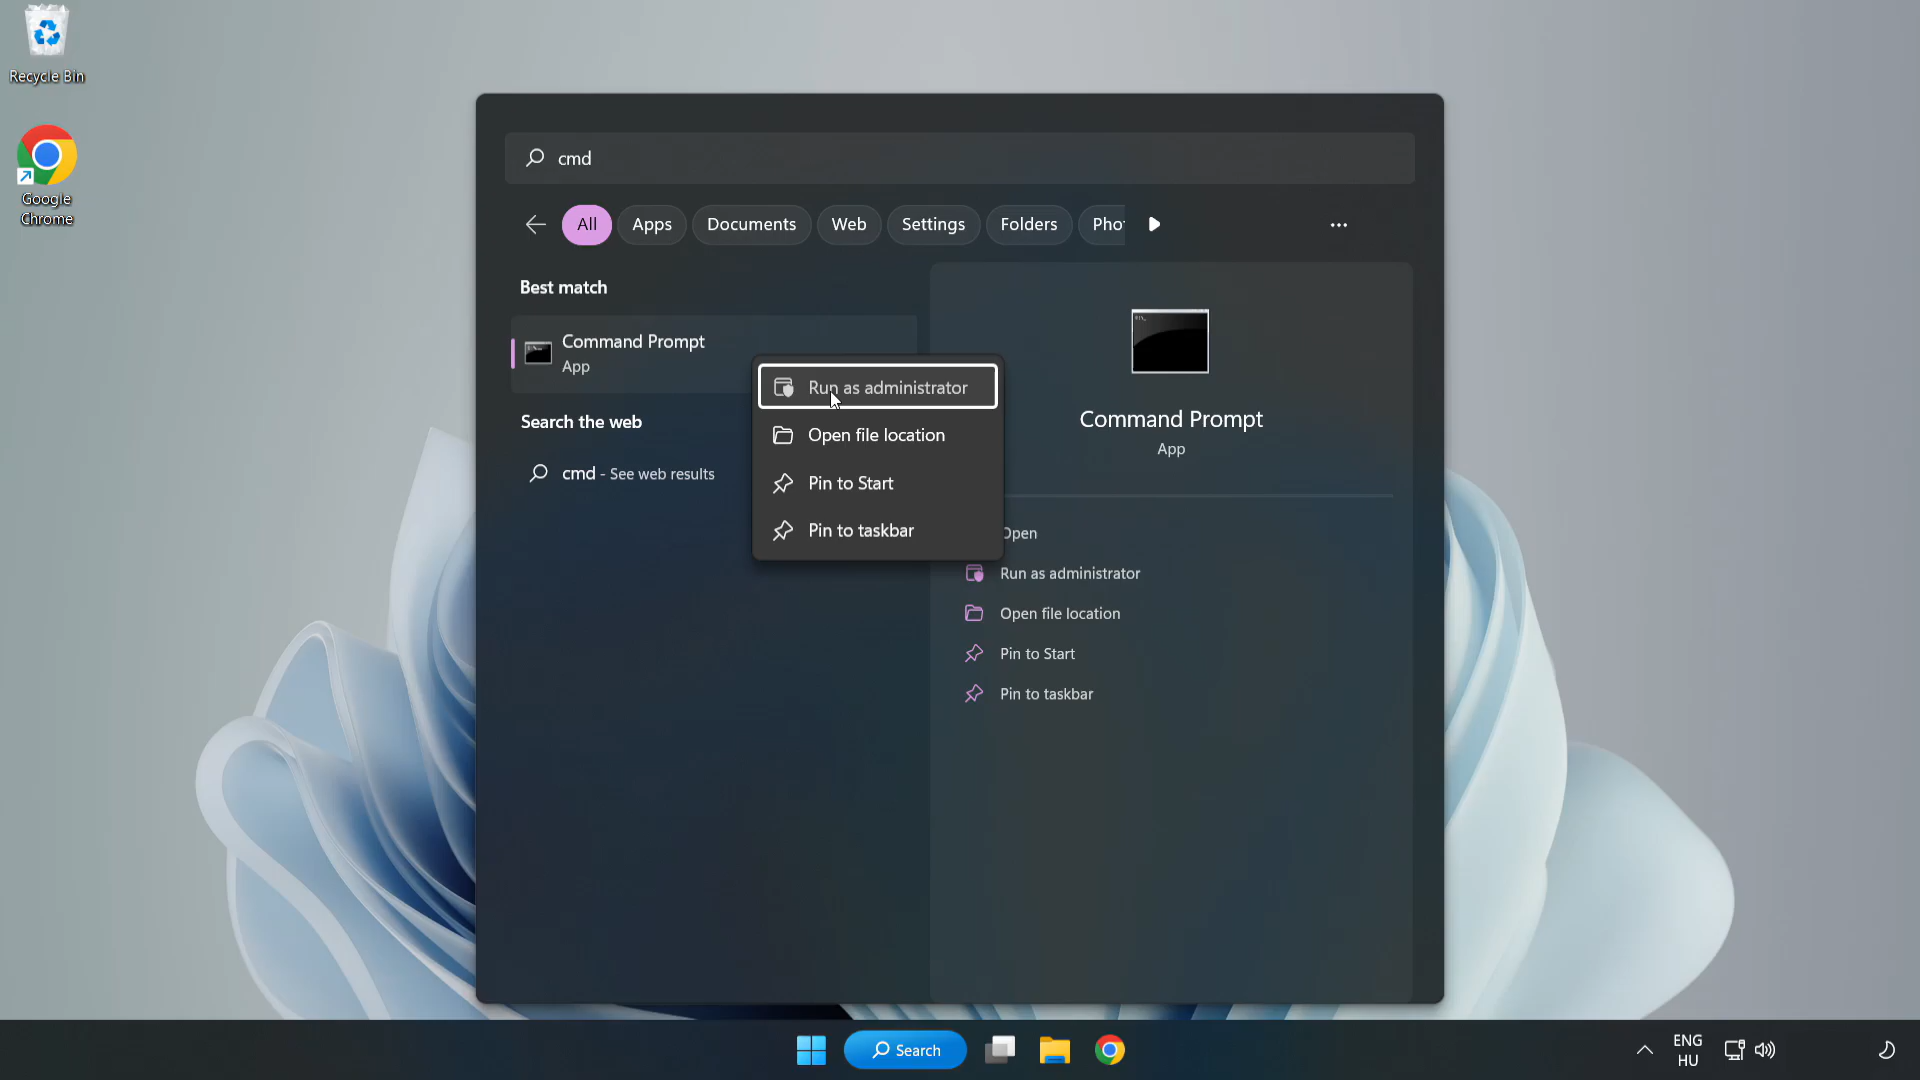 Recycle Bin
Google
Chrome
cmd
All Apps Documents Web Settings Folders
Best match
Command Prompt
App
Search the web
cmd - See web results
Run as administrator
Open file location
Pin to Start
Pin to taskbar
Command Prompt
App
Open
Run as administrator
Open file location
Pin to Start
Pin to taskbar
Search
ENG
HU